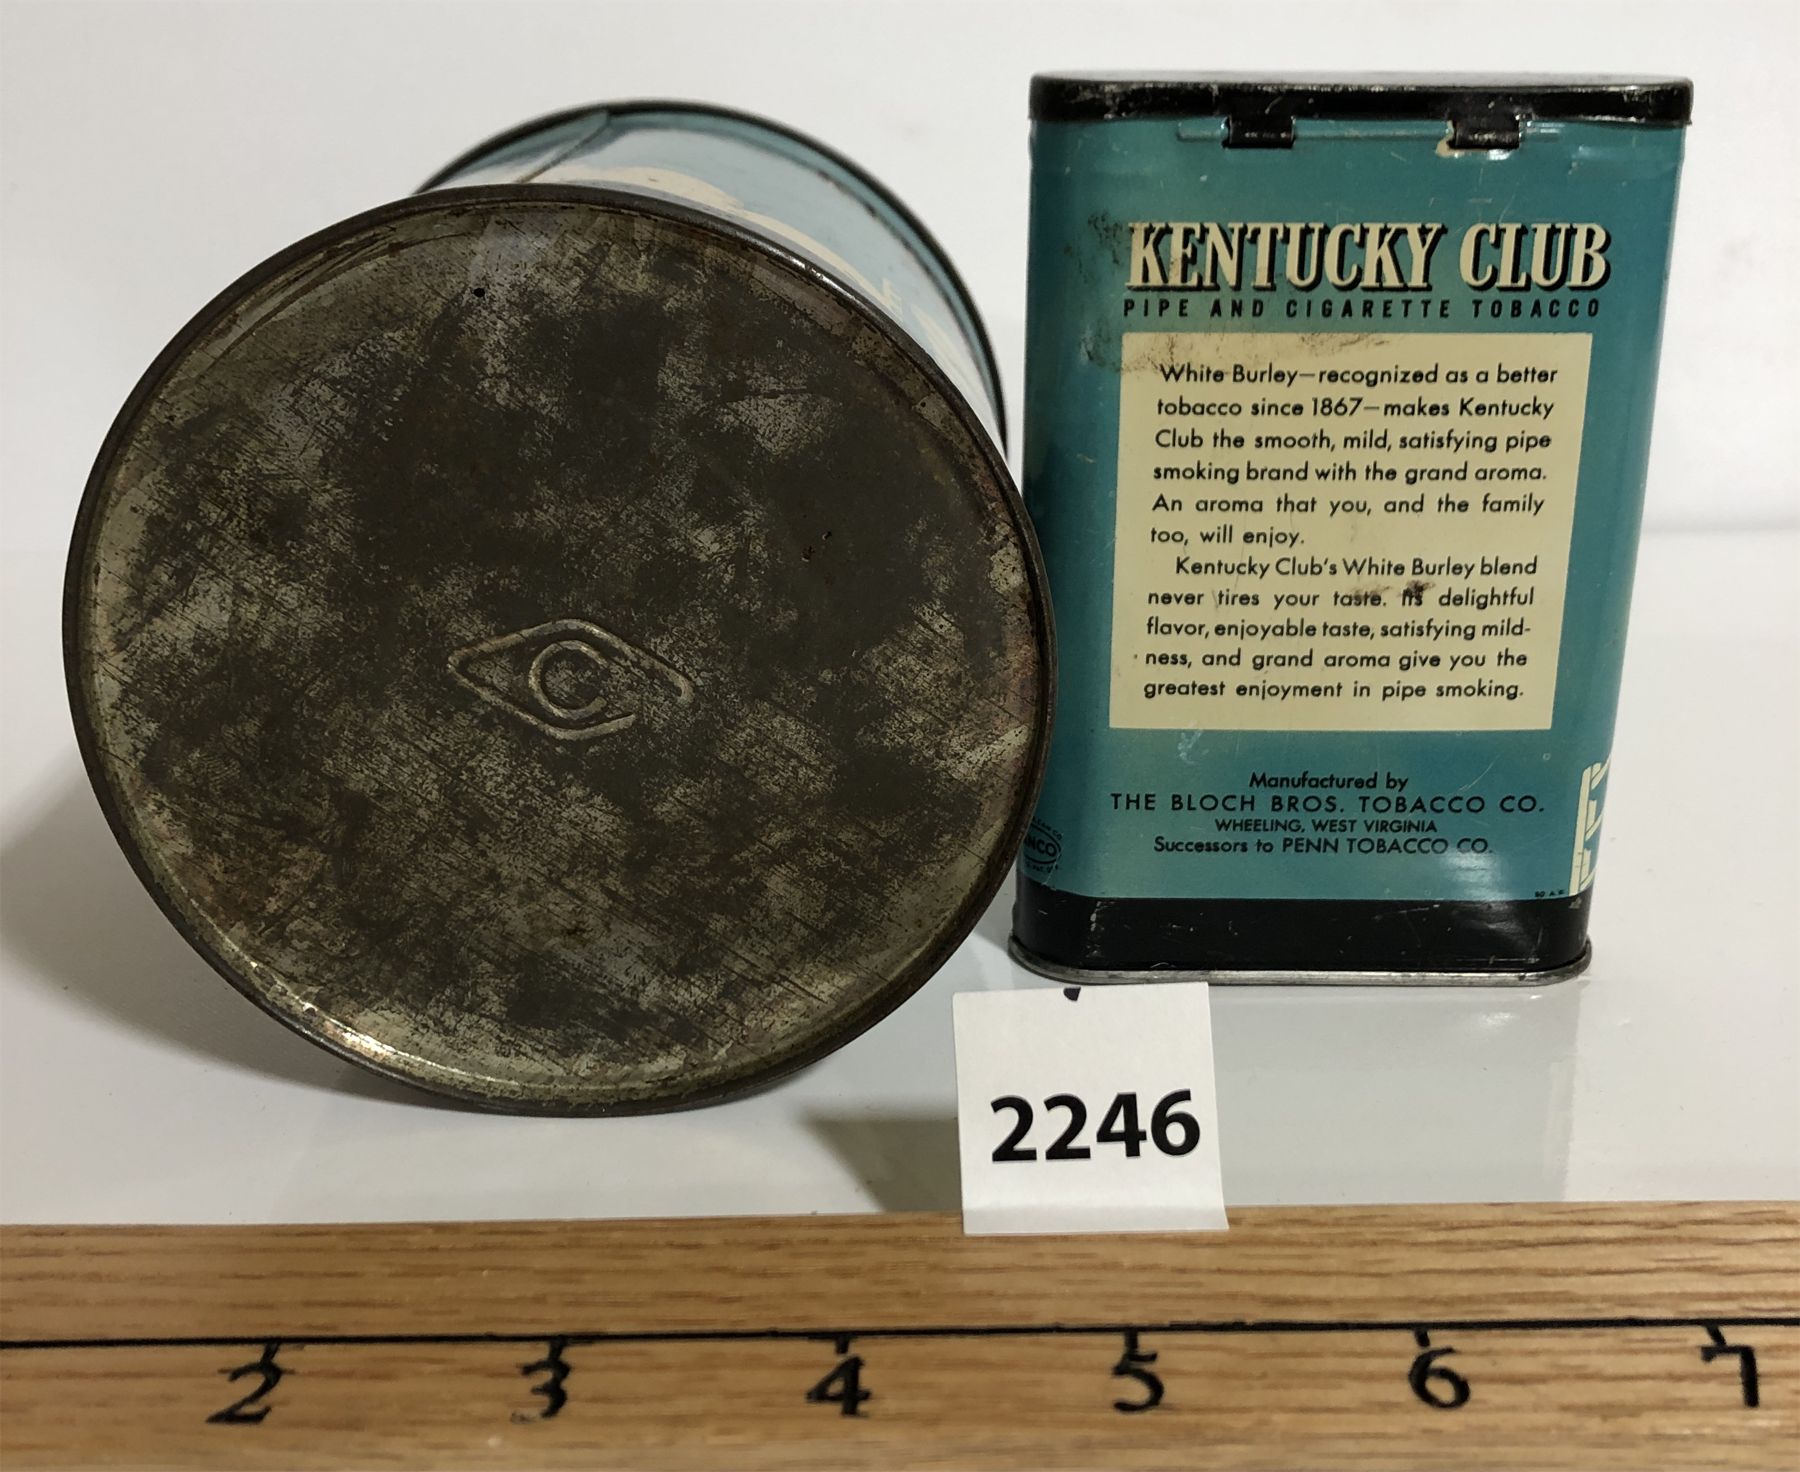 KENTUCKY CLUB
PIPE AND CIGARETTE TOBACCO
White Burley—recognized as a better
tobacco since 1867—makes Kentucky
Club the smooth, mild, satisfying pipe
smoking brand with the grand aroma.
An aroma that you, and the family
too, will enjoy.
Kentucky Club's White Burley blend
never tires your taste. Its delightful
flavor, enjoyable taste, satisfying mild-
ness, and grand aroma give you the
greatest enjoyment in pipe smoking.
Manufactured by
THE BLOCH BROS. TOBACCO CO.
WHEELING, WEST VIRGINIA
Successors to PENN TOBACCO CO.
C
2246
2 3 4 5 6 7